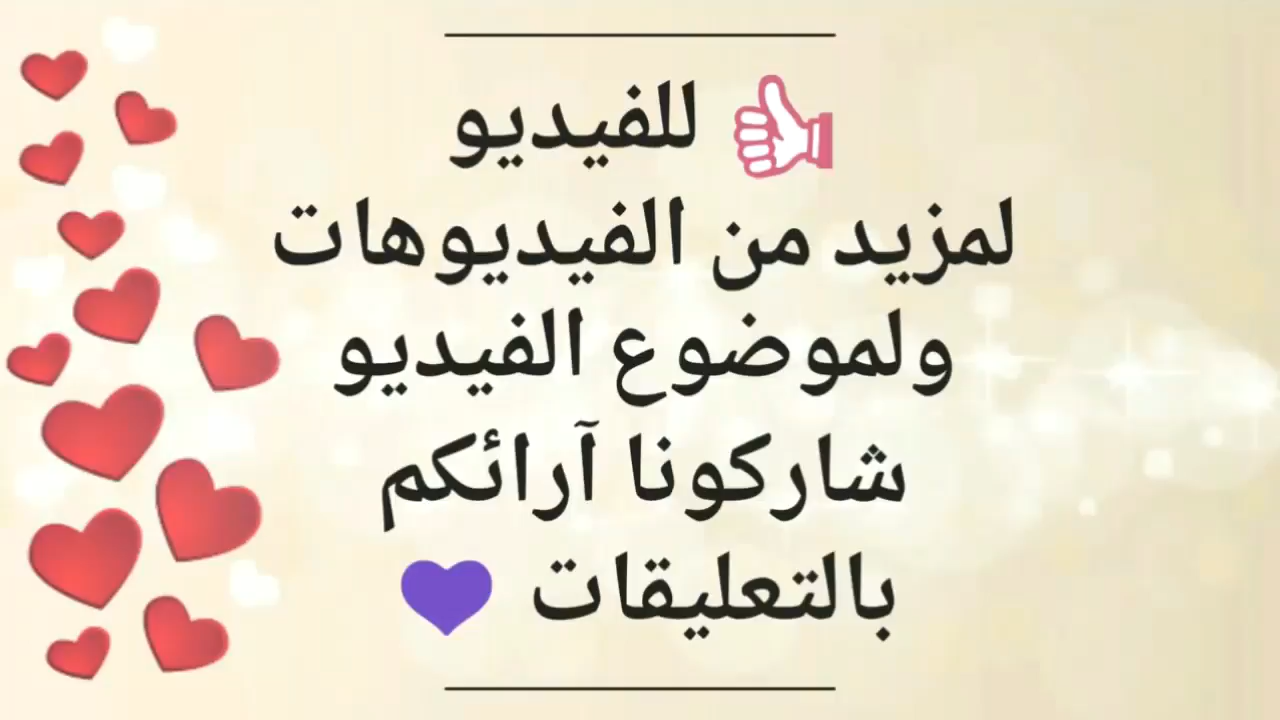 👍 للفيديو
لمزيد من الفيديوهات
ولموضوع الفيديو
شاركونا آرائكم
بالتعليقات 💜